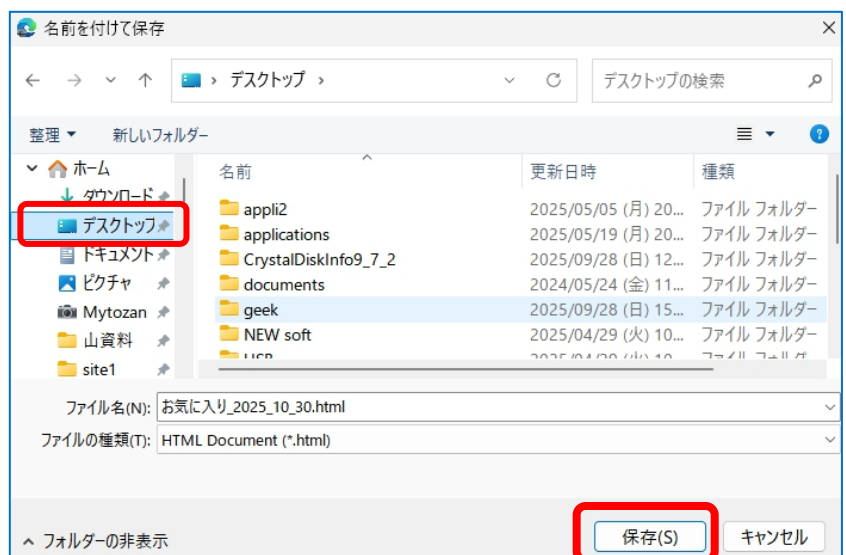 名前を付けて保存
デスクトップ
デスクトップの検索
整理 新しいフォルダー
ホーム
ダウンロード
デスクトップ
ドキュメント
ピクチャ
Mytozan
山資料
site1
名前 更新日時 種類
appli2 2025/05/05 (月) 20... ファイル フォルダー
applications 2025/05/19 (月) 20... ファイル フォルダー
CrystalDiskInfo9_7_2 2025/09/28 (日) 12... ファイル フォルダー
documents 2024/05/24 (金) 11... ファイル フォルダー
geek 2025/09/28 (日) 15... ファイル フォルダー
NEW soft 2025/04/29 (火) 10... ファイル フォルダー
ファイル名(N): お気に入り_2025_10_30.html
ファイルの種類(T): HTML Document (*.html)
フォルダーの非表示 保存(S) キャンセル